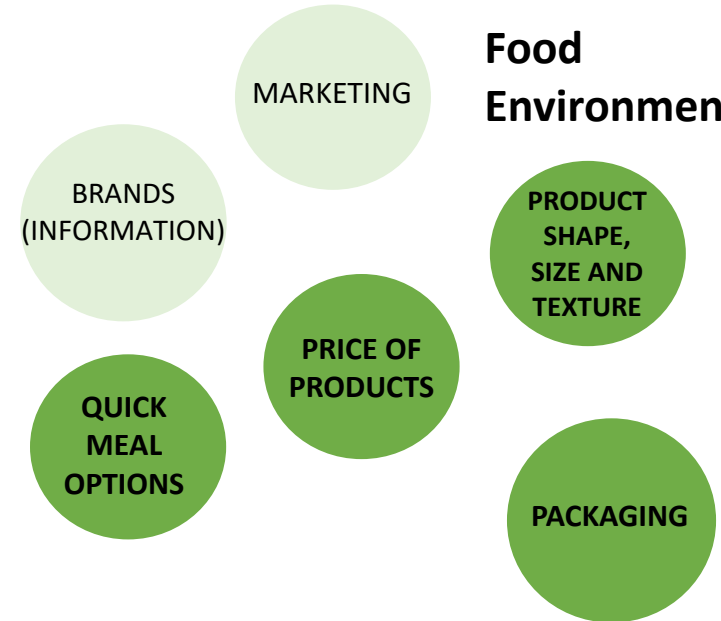 Food
Environmen
MARKETING
BRANDS
(INFORMATION)
PRODUCT
SHAPE,
SIZE AND
TEXTURE
PRICE OF
PRODUCTS
QUICK
MEAL
OPTIONS
PACKAGING